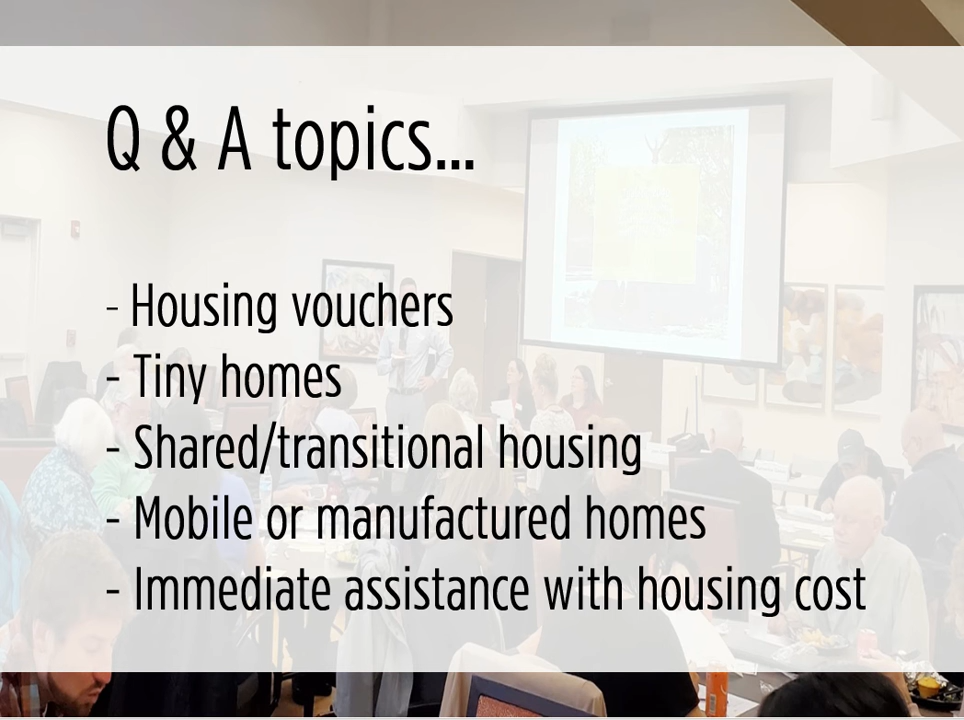 Q & A topics...
- Housing vouchers
- Tiny homes
- Shared/transitional housing
- Mobile or manufactured homes
- Immediate assistance with housing cost